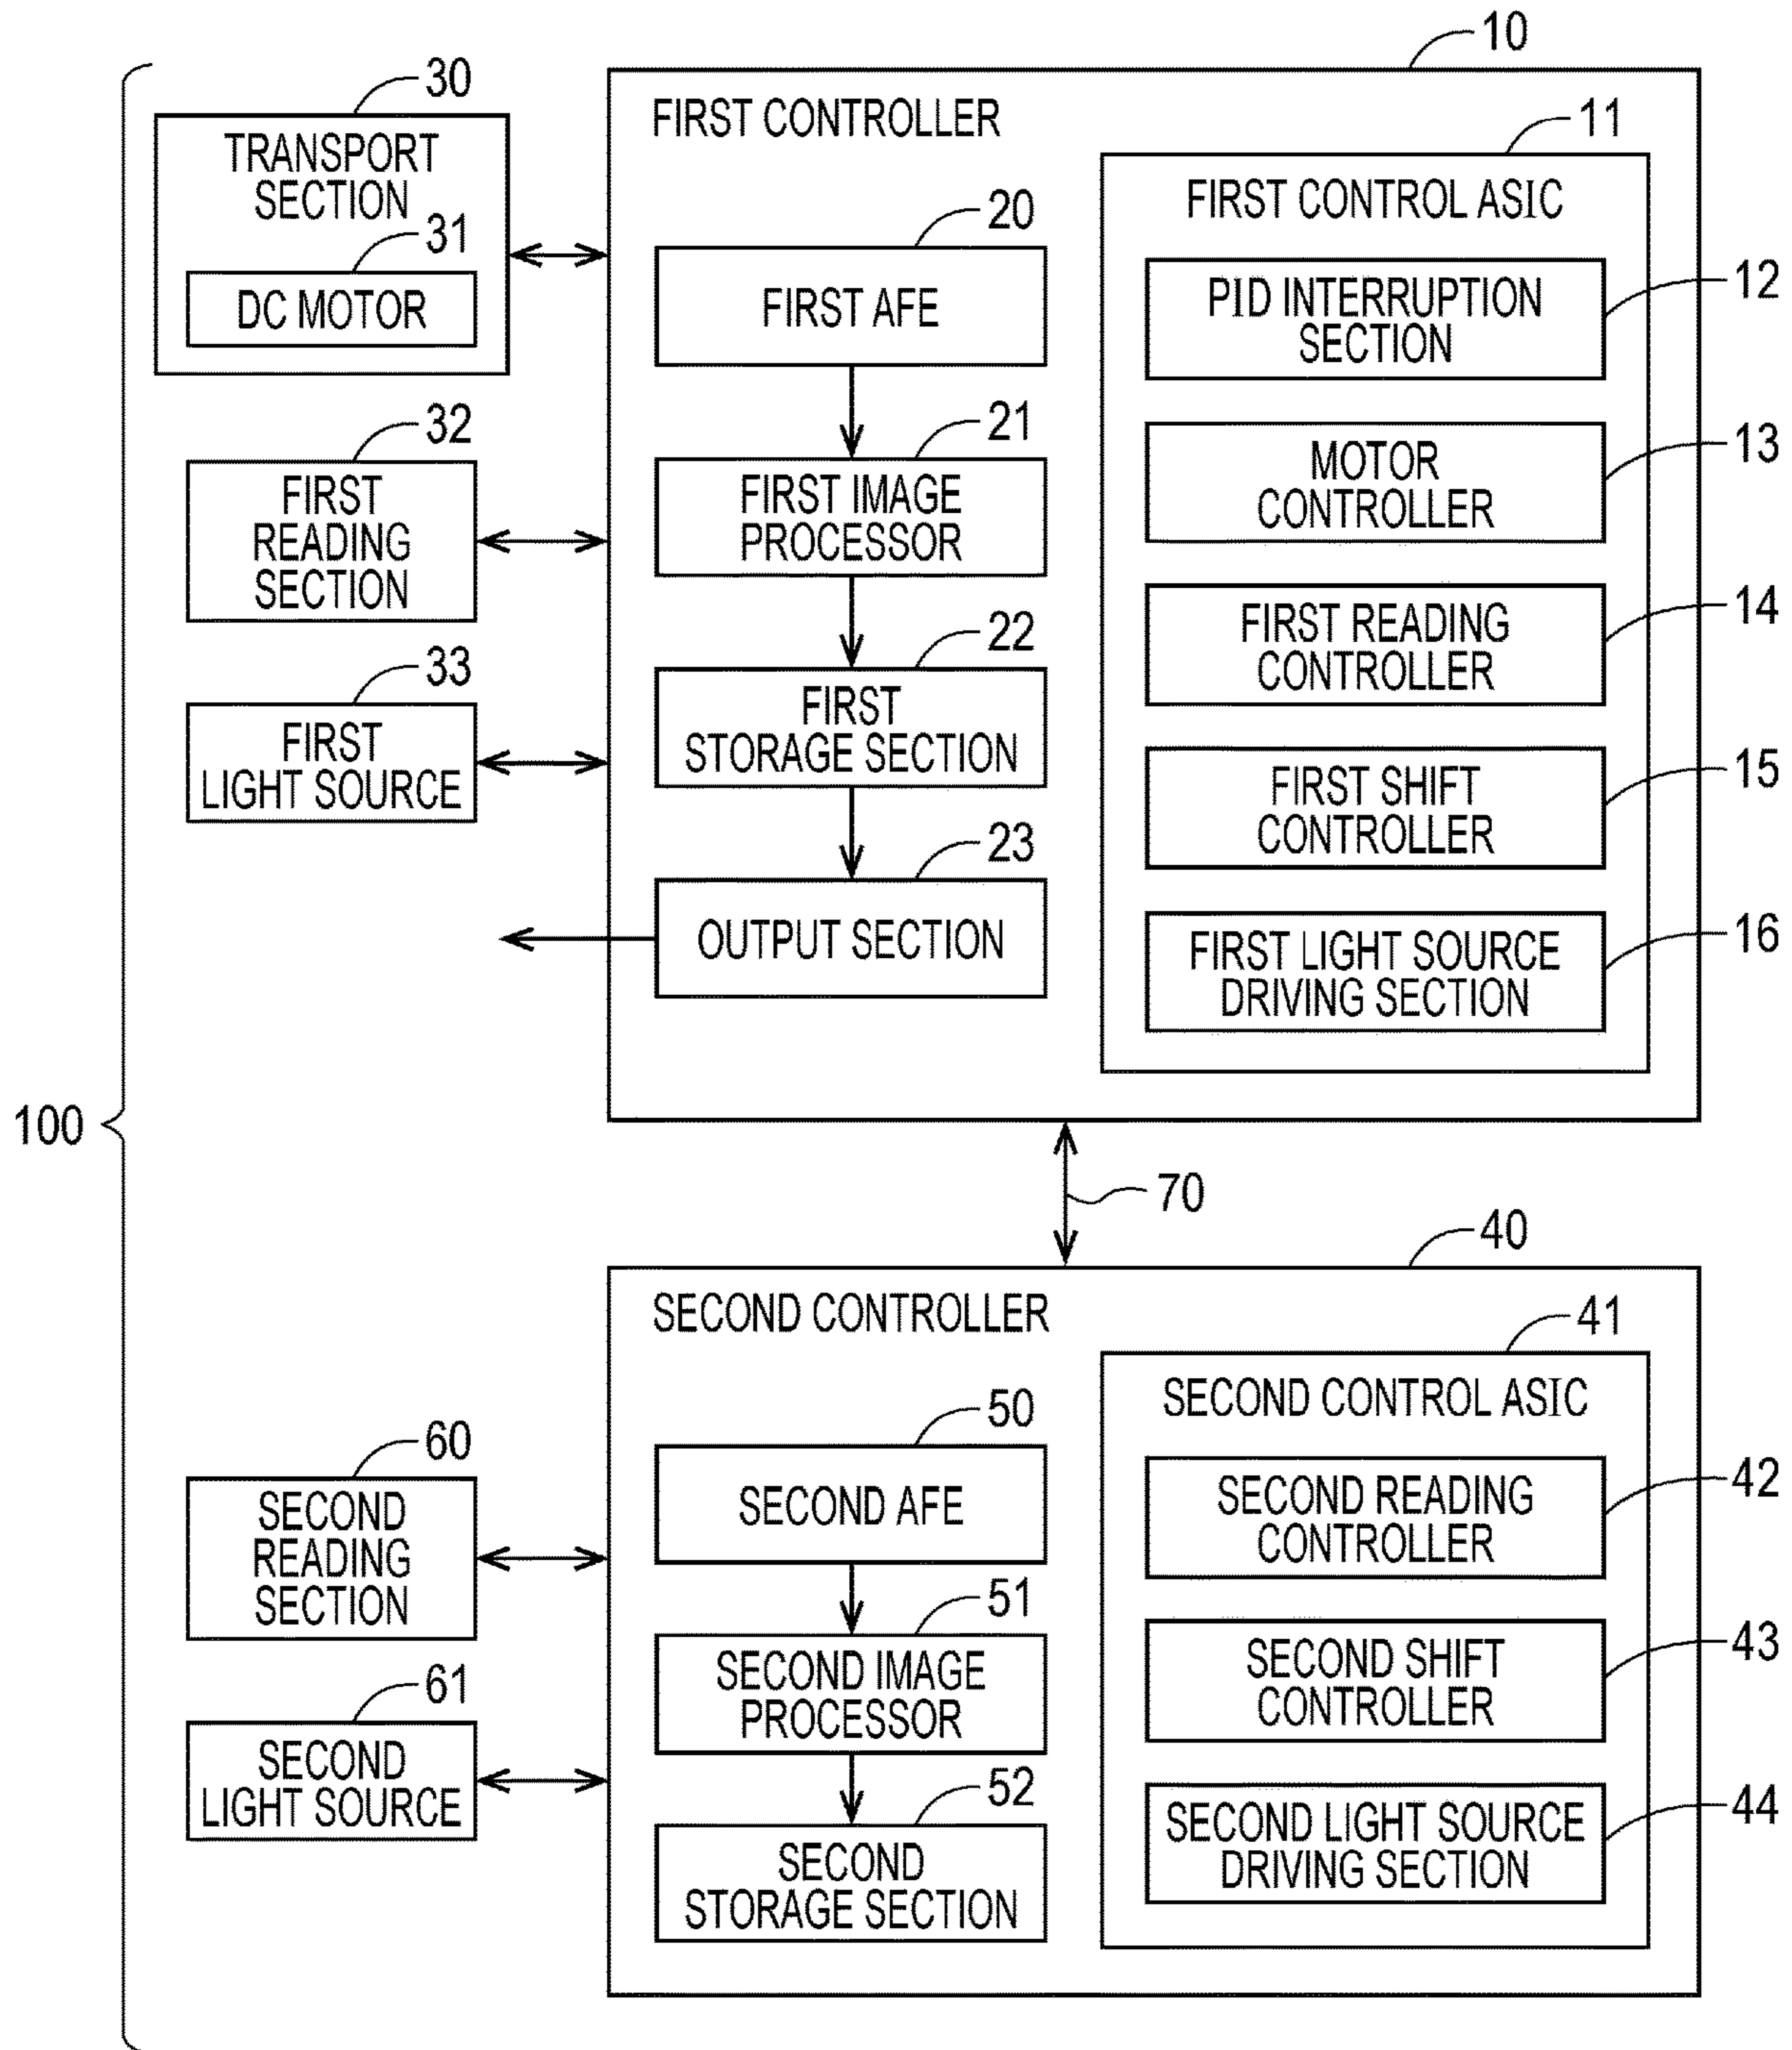 100
30
TRANSPORT
SECTION
31
DC MOTOR
32
FIRST
READING
SECTION
33
FIRST
LIGHT SOURCE
10
FIRST CONTROLLER
20
FIRST AFE
21
FIRST IMAGE
PROCESSOR
22
FIRST
STORAGE SECTION
23
OUTPUT SECTION
11
FIRST CONTROL ASIC
PID INTERRUPTION
SECTION
12
MOTOR
CONTROLLER
13
FIRST READING
CONTROLLER
14
FIRST SHIFT
CONTROLLER
15
FIRST LIGHT SOURCE
DRIVING SECTION
16
70
60
SECOND
READING
SECTION
61
SECOND
LIGHT SOURCE
40
SECOND CONTROLLER
50
SECOND AFE
51
SECOND IMAGE
PROCESSOR
52
SECOND
STORAGE SECTION
41
SECOND CONTROL ASIC
SECOND READING
CONTROLLER
42
SECOND SHIFT
CONTROLLER
43
SECOND LIGHT SOURCE
DRIVING SECTION
44